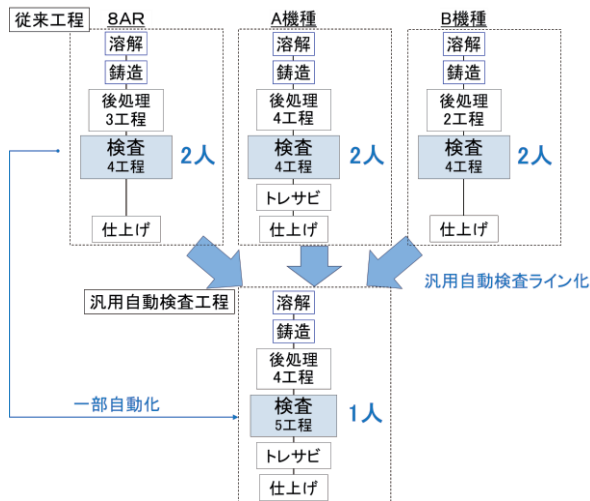 従来工程
8AR
溶解
鋳造
後処理
3工程
検査
4工程
2人
仕上げ
A機種
溶解
鋳造
後処理
4工程
検査
4工程
2人
トレサビ
仕上げ
B機種
溶解
鋳造
後処理
2工程
検査
4工程
2人
仕上げ
汎用自動検査ライン化
汎用自動検査工程
溶解
鋳造
後処理
4工程
一部自動化
検査
5工程
1人
トレサビ
仕上げ